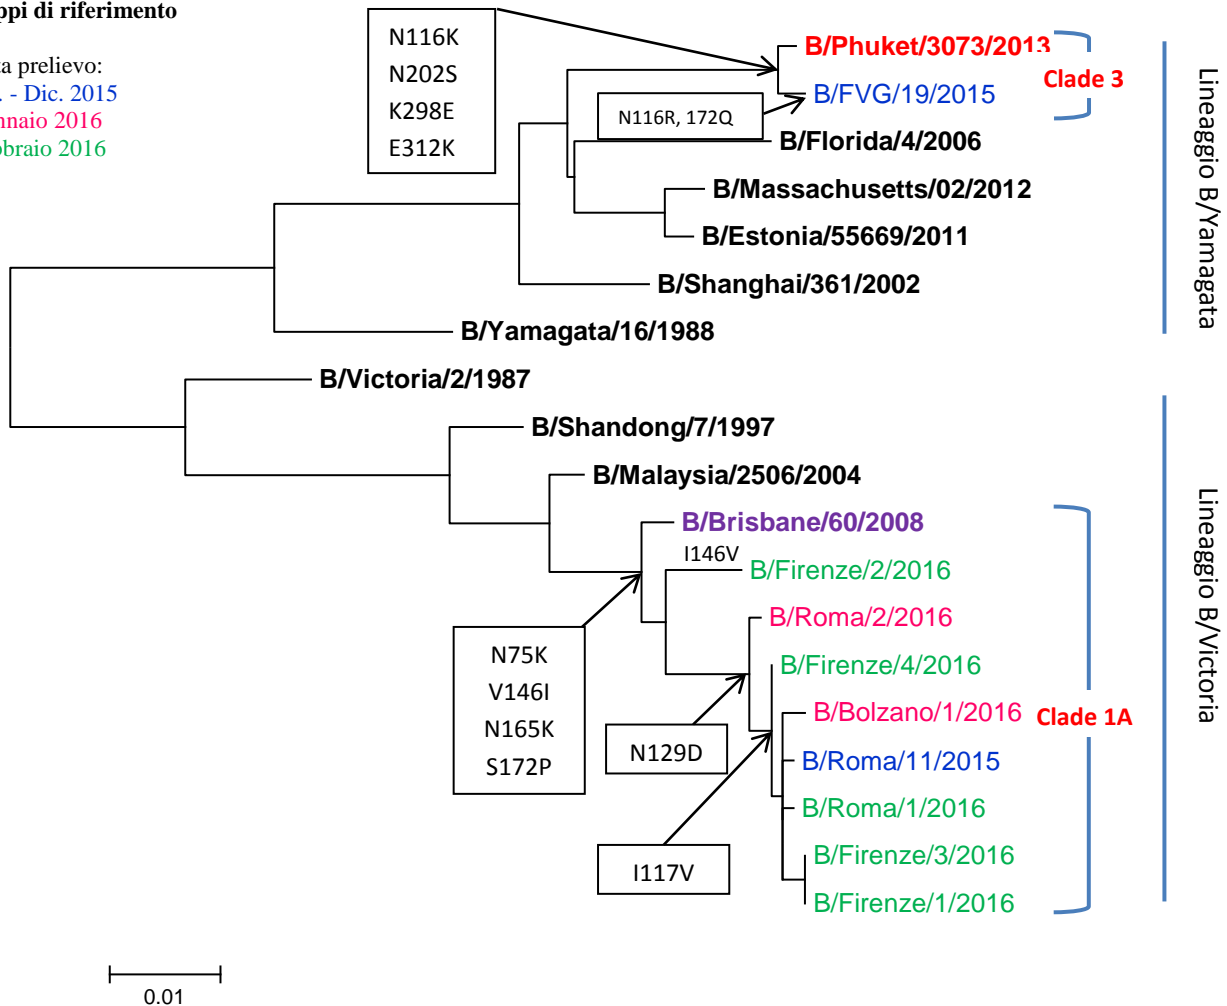 di riferimento
prelievo:
- Dic. 2015
2016
2016
N116K
N202S
K298E
E312K
B/Phuket/3073/2013
Clade 3
B/FVG/19/2015
N116R, 172Q
B/Florida/4/2006
B/Massachusetts/02/2012
B/Estonia/55669/2011
B/Shanghai/361/2002
B/Yamagata/16/1988
Lineaggio B/Yamagata
B/Victoria/2/1987
B/Shandong/7/1997
B/Malaysia/2506/2004
B/Brisbane/60/2008
I146V
B/Firenze/2/2016
B/Roma/2/2016
B/Firenze/4/2016
B/Bolzano/1/2016
Clade 1A
B/Roma/11/2015
B/Roma/1/2016
B/Firenze/3/2016
B/Firenze/1/2016
Lineaggio B/Victoria
N75K
V146I
N165K
S172P
N129D
I117V
0.01